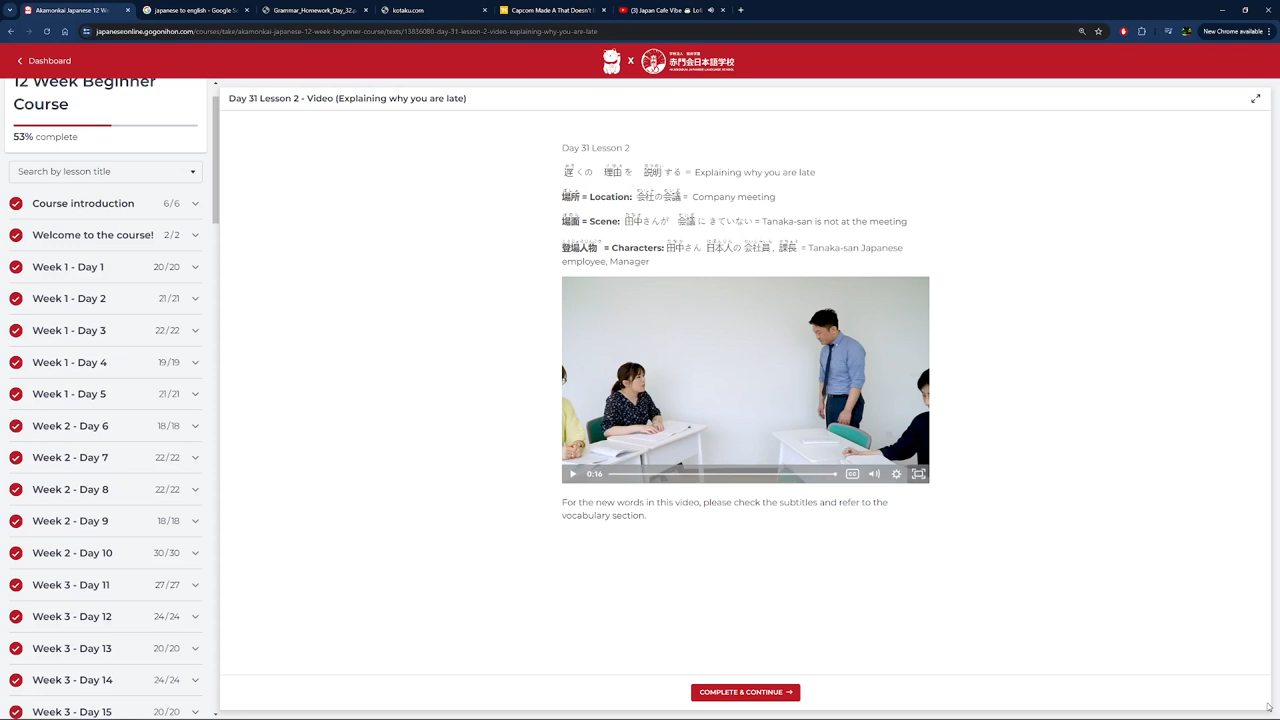 Akamonkai Japanese 12 W
japanese to english - Google S
Grammar_Homework_Day_32.p
kotaku.com
Capcom Made A That Doesn't
(3) Japan Cafe Vibe
japaneseonline.gogonihon.com/courses/take/akamonkai-japanese-12-week-beginner-course/texts/13836080-day-31-lesson-2-video-explaining-why-you-are-late
New Chrome available
Dashboard
X
赤門会日本語学校
12 Week Beginner
Course
53% complete
Search by lesson title
Course introduction 6/6
Welcome to the course! 2/2
Week 1 - Day 1 20/20
Week 1 - Day 2 21/21
Week 1 - Day 3 22/22
Week 1 - Day 4 19/19
Week 1 - Day 5 21/21
Week 2 - Day 6 18/18
Week 2 - Day 7 22/22
Week 2 - Day 8 22/22
Week 2 - Day 9 18/18
Week 2 - Day 10 30/30
Week 3 - Day 11 27/27
Week 3 - Day 12 24/24
Week 3 - Day 13 20/20
Week 3 - Day 14 24/24
Week 3 - Day 15 20/20
Day 31 Lesson 2 - Video (Explaining why you are late)
Day 31 Lesson 2
遅くの 理由を 説明する = Explaining why you are late
場所 = Location: 会社の会議 = Company meeting
場面 = Scene: 田中さんが 会議に きていない = Tanaka-san is not at the meeting
登場人物 = Characters: 田中さん 日本人の 会社員, 課長 = Tanaka-san Japanese
employee, Manager
0:16
CC
For the new words in this video, please check the subtitles and refer to the
vocabulary section.
COMPLETE & CONTINUE →